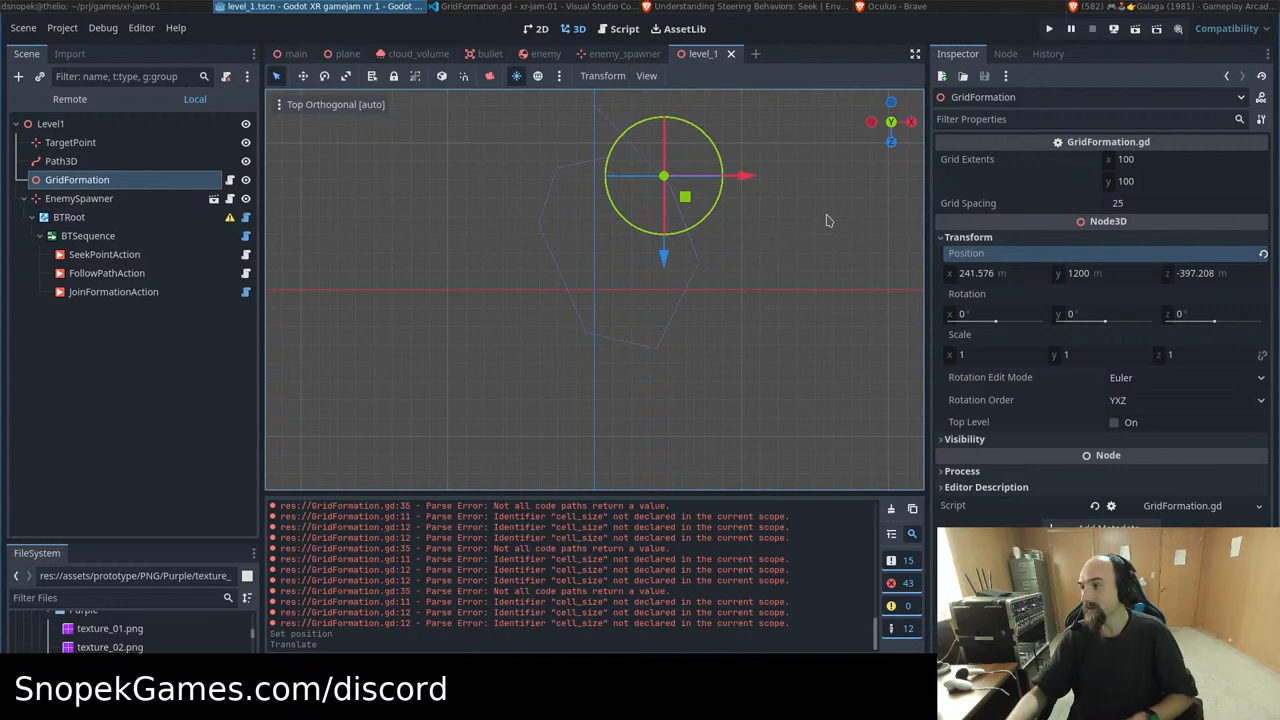 dsnopek@thelio: ~/prj/games/xr-jam-01
level_1.tscn - Godot XR gamejam nr 1 - Godot ...
GridFormation.gd - xr-jam-01 - Visual Studio Co...
Understanding Steering Behaviors: Seek | Env...
Oculus - Brave
Scene Project Debug Editor Help
2D 3D Script AssetLib
Compatibility
Scene Import
main plane cloud_volume bullet enemy enemy_spawner level_1
Inspector Node History
Filter: name, t:type, g:group
Transform View
Remote Local
Top Orthogonal [auto]
Y X Z
GridFormation
Filter Properties
Level1
TargetPoint
Path3D
GridFormation
EnemySpawner
BTRoot
BTSequence
SeekPointAction
FollowPathAction
JoinFormationAction
GridFormation.gd
Grid Extents x 100
y 100
Grid Spacing 25
Node3D
Transform
Position
x 241.576 m y 1200 m z -397.208 m
Rotation
x 0° y 0° z 0°
Scale
x 1 y 1 z 1
Rotation Edit Mode Euler
Rotation Order YXZ
Top Level On
Visibility
Node
Process
Editor Description
Script GridFormation.gd
res://GridFormation.gd:35 - Parse Error: Not all code paths return a value.
res://GridFormation.gd:11 - Parse Error: Identifier "cell_size" not declared in the current scope.
res://GridFormation.gd:12 - Parse Error: Identifier "cell_size" not declared in the current scope.
res://GridFormation.gd:12 - Parse Error: Identifier "cell_size" not declared in the current scope.
res://GridFormation.gd:35 - Parse Error: Not all code paths return a value.
res://GridFormation.gd:11 - Parse Error: Identifier "cell_size" not declared in the current scope.
res://GridFormation.gd:12 - Parse Error: Identifier "cell_size" not declared in the current scope.
res://GridFormation.gd:12 - Parse Error: Identifier "cell_size" not declared in the current scope.
res://GridFormation.gd:35 - Parse Error: Not all code paths return a value.
res://GridFormation.gd:11 - Parse Error: Identifier "cell_size" not declared in the current scope.
res://GridFormation.gd:12 - Parse Error: Identifier "cell_size" not declared in the current scope.
res://GridFormation.gd:12 - Parse Error: Identifier "cell_size" not declared in the current scope.
Set position
Translate
15
43
0
12
FileSystem
res://assets/prototype/PNG/Purple/texture_
Filter Files
Purple
texture_01.png
texture_02.png
SnopekGames.com/discord